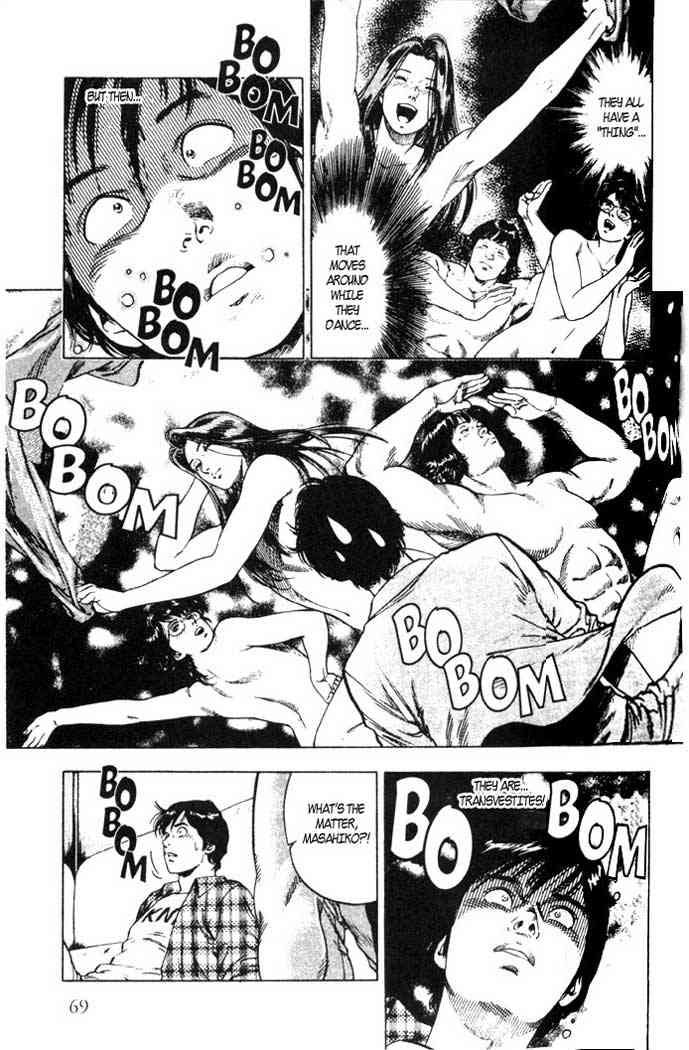 THEY ALL
HAVE A
"THING"...
THAT
MOVES
AROUND
WHILE
THEY
DANCE...
BUT THEN...
BO
BOM
BO
BOM
BO
BOM
BO
BOM
BO
BOM
BO
BOM
THEY ARE...
TRANSVESTITES!
BO
BOM
WHAT'S THE
MATTER,
MASAHIKO?!
BO
BOM
KN
69